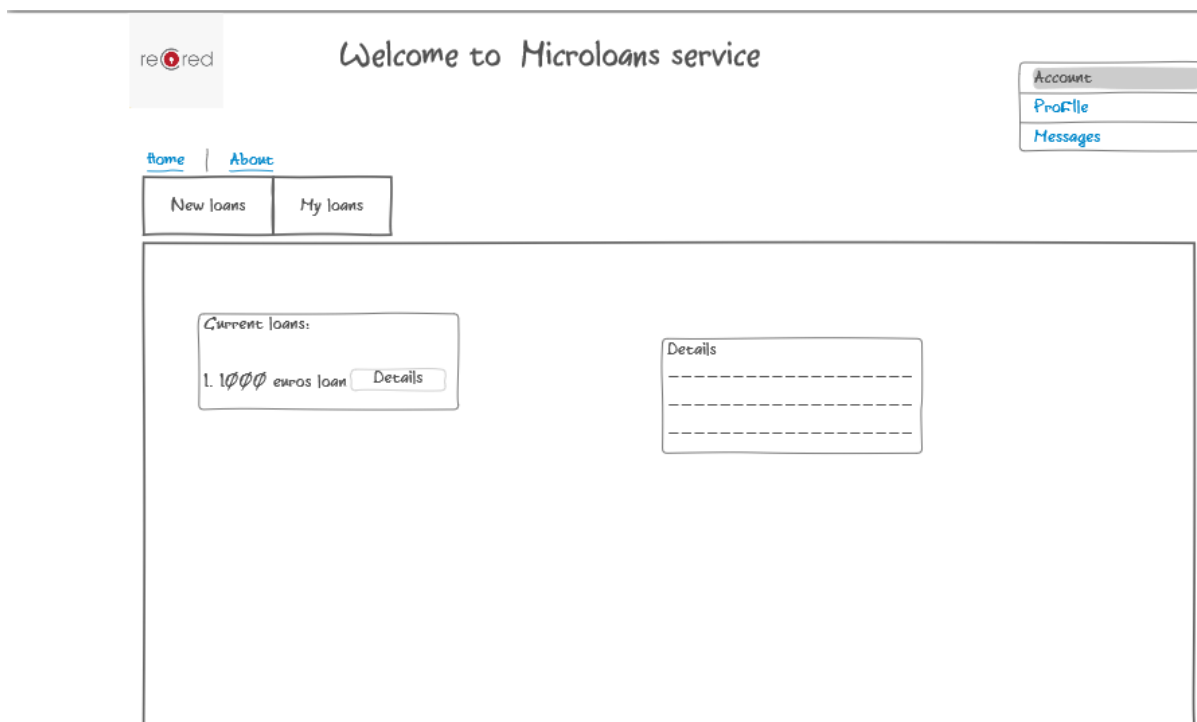 recred
Welcome to Microloans service
Account
Profile
Messages
Home | About
New loans
My loans
Current loans:
1. 1000 euros loan
Details
Details